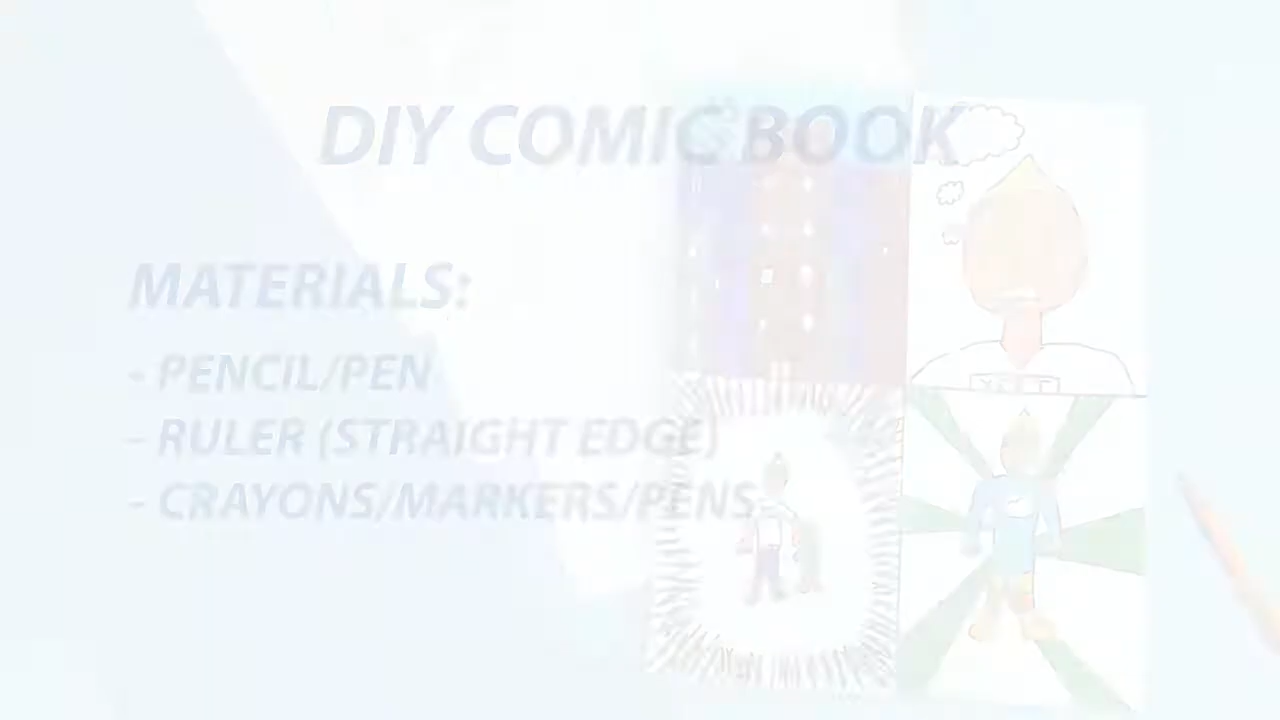 DIY COMIC BOOK
MATERIALS:
- PENCIL/PEN
- RULER (STRAIGHT EDGE)
- CRAYONS/MARKERS/PENS